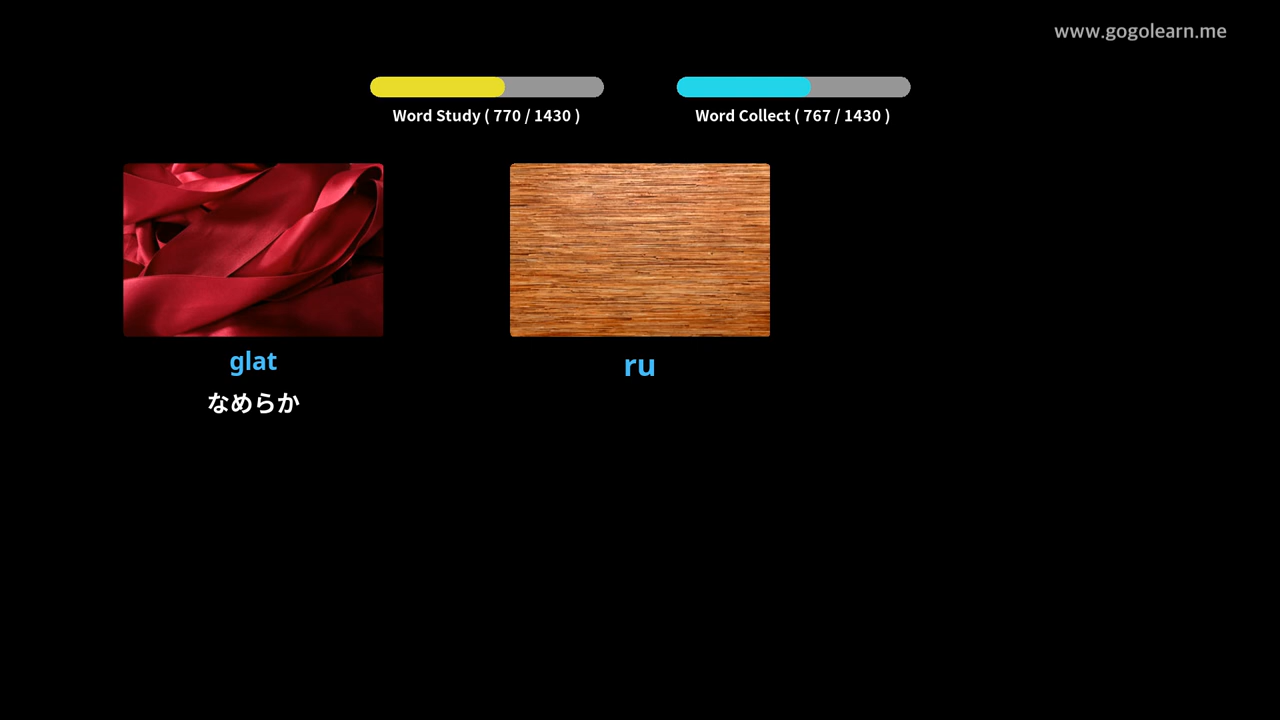 www.gogolearn.me
Word Study ( 770 / 1430 )
Word Collect ( 767 / 1430 )
glat
なめらか
ru